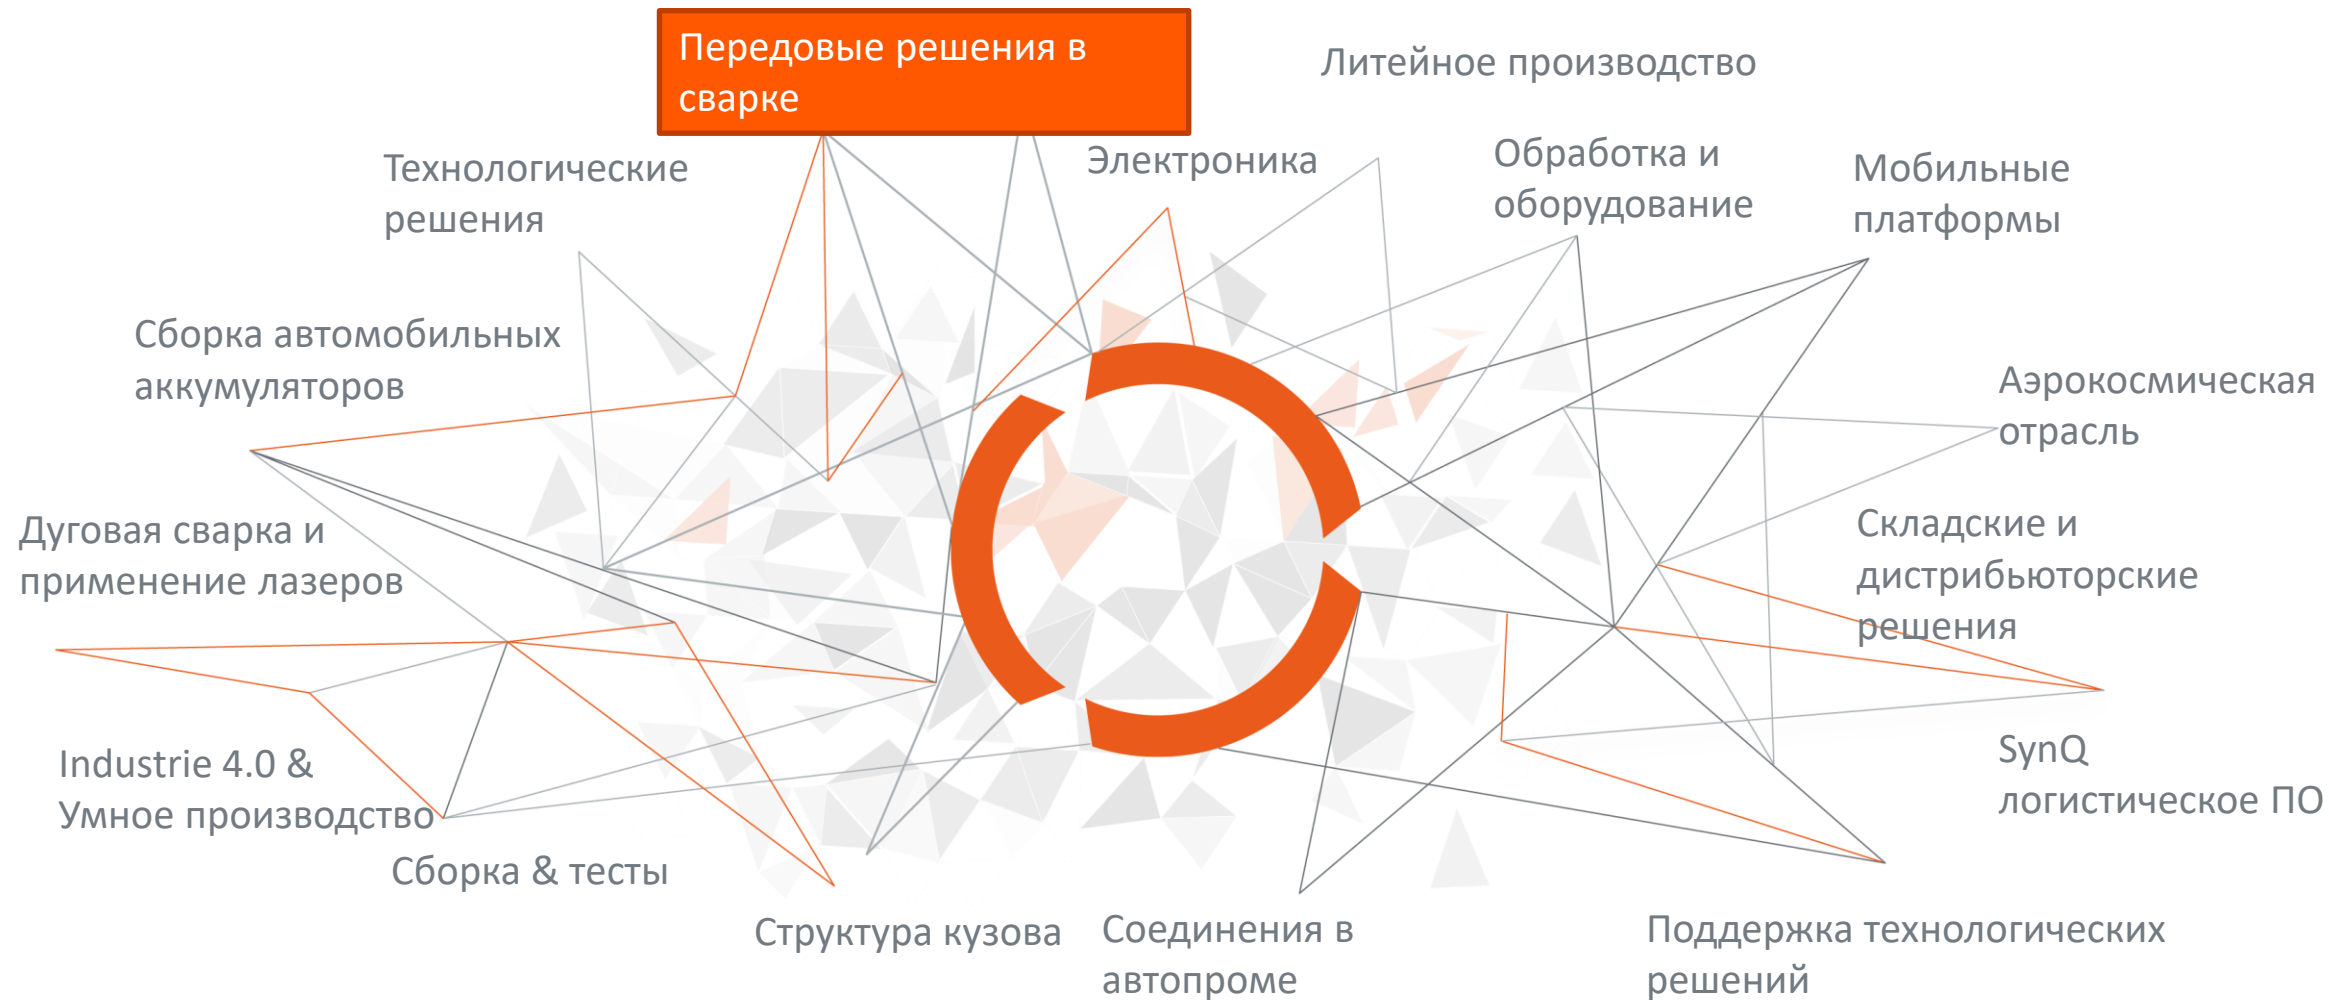 Передовые решения в
сварке
Литейное производство
Технологические
решения
Электроника
Обработка и
оборудование
Мобильные
платформы
Сборка автомобильных
аккумуляторов
Аэрокосмическая
отрасль
Дуговая сварка и
применение лазеров
Складские и
дистрибьюторские
решения
Industrie 4.0 &
Умное производство
SynQ
логистическое ПО
Сборка & тесты
Структура кузова
Соединения в
автопроме
Поддержка технологических
решений